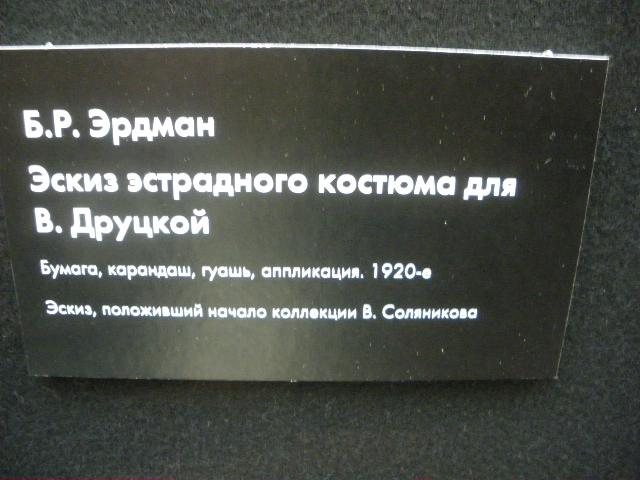 Б.Р. Эрдман
Эскиз эстрадного костюма для
В. Друцкой
Бумага, карандаш, гуашь, аппликация. 1920-е
Эскиз, положивший начало коллекции В. Соляникова